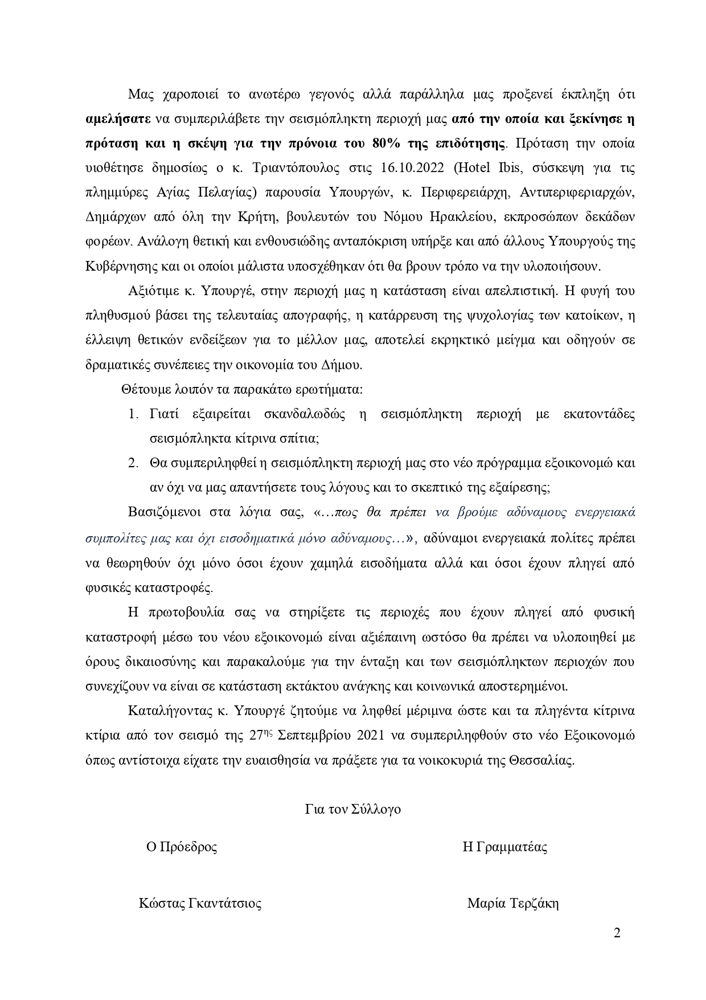 Μας χαροποιεί το ανωτέρω γεγονός αλλά παράλληλα μας προξενεί έκπληξη ότι
αμελήσατε να συμπεριλάβετε την σεισμόπληκτη περιοχή μας από την οποία και ξεκίνησε η
πρόταση και η σκέψη για την πρόνοια του 80% της επιδότησης. Πρόταση την οποία
υιοθέτησε δημοσίως ο κ. Τριαντόπουλος στις 16.10.2022 (Hotel Ibis, σύσκεψη για τις
πλημμύρες Αγίας Πελαγίας) παρουσία Υπουργών, κ. Περιφερειάρχη, Αντιπεριφεριαρχών,
Δημάρχων από όλη την Κρήτη, βουλευτών του Νόμου Ηρακλείου, εκπροσώπων δεκάδων
φορέων. Ανάλογη θετική και ενθουσιώδης ανταπόκριση υπήρξε και από άλλους Υπουργούς της
Κυβέρνησης και οι οποίοι μάλιστα υποσχέθηκαν ότι θα βρουν τρόπο να την υλοποιήσουν.
Αξιότιμε κ. Υπουργέ, στην περιοχή μας η κατάσταση είναι απελπιστική. Η φυγή του
πληθυσμού βάσει της τελευταίας απογραφής, η κατάρρευση της ψυχολογίας των κατοίκων, η
έλλειψη θετικών ενδείξεων για το μέλλον μας, αποτελεί εκρηκτικό μείγμα και οδηγούν σε
δραματικές συνέπειες την οικονομία του Δήμου.
Θέτουμε λοιπόν τα παρακάτω ερωτήματα:
1. Γιατί εξαιρείται σκανδαλωδώς η σεισμόπληκτη περιοχή με εκατοντάδες
σεισμόπληκτα κίτρινα σπίτια;
2. Θα συμπεριληφθεί η σεισμόπληκτη περιοχή μας στο νέο πρόγραμμα εξοικονομώ και
αν όχι να μας απαντήσετε τους λόγους και το σκεπτικό της εξαίρεσης;
Βασιζόμενοι στα λόγια σας, «…πως θα πρέπει να βρούμε αδύναμους ενεργειακά
συμπολίτες μας και όχι εισοδηματικά μόνο αδύναμους…», αδύναμοι ενεργειακά πολίτες πρέπει
να θεωρηθούν όχι μόνο όσοι έχουν χαμηλά εισοδήματα αλλά και όσοι έχουν πληγεί από
φυσικές καταστροφές.
Η πρωτοβουλία σας να στηρίξετε τις περιοχές που έχουν πληγεί από φυσική
καταστροφή μέσω του νέου εξοικονομώ είναι αξιέπαινη ωστόσο θα πρέπει να υλοποιηθεί με
όρους δικαιοσύνης και παρακαλούμε για την ένταξη και των σεισμόπληκτων περιοχών που
συνεχίζουν να είναι σε κατάσταση εκτάκτου ανάγκης και κοινωνικά αποστερημένοι.
Καταλήγοντας κ. Υπουργέ ζητούμε να ληφθεί μέριμνα ώστε και τα πληγέντα κίτρινα
κτίρια από τον σεισμό της 27ης Σεπτεμβρίου 2021 να συμπεριληφθούν στο νέο Εξοικονομώ
όπως αντίστοιχα είχατε την ευαισθησία να πράξετε για τα νοικοκυριά της Θεσσαλίας.
Για τον Σύλλογο
Ο Πρόεδρος Η Γραμματέας
Κώστας Γκαντάτσιος Μαρία Τερζάκη
2